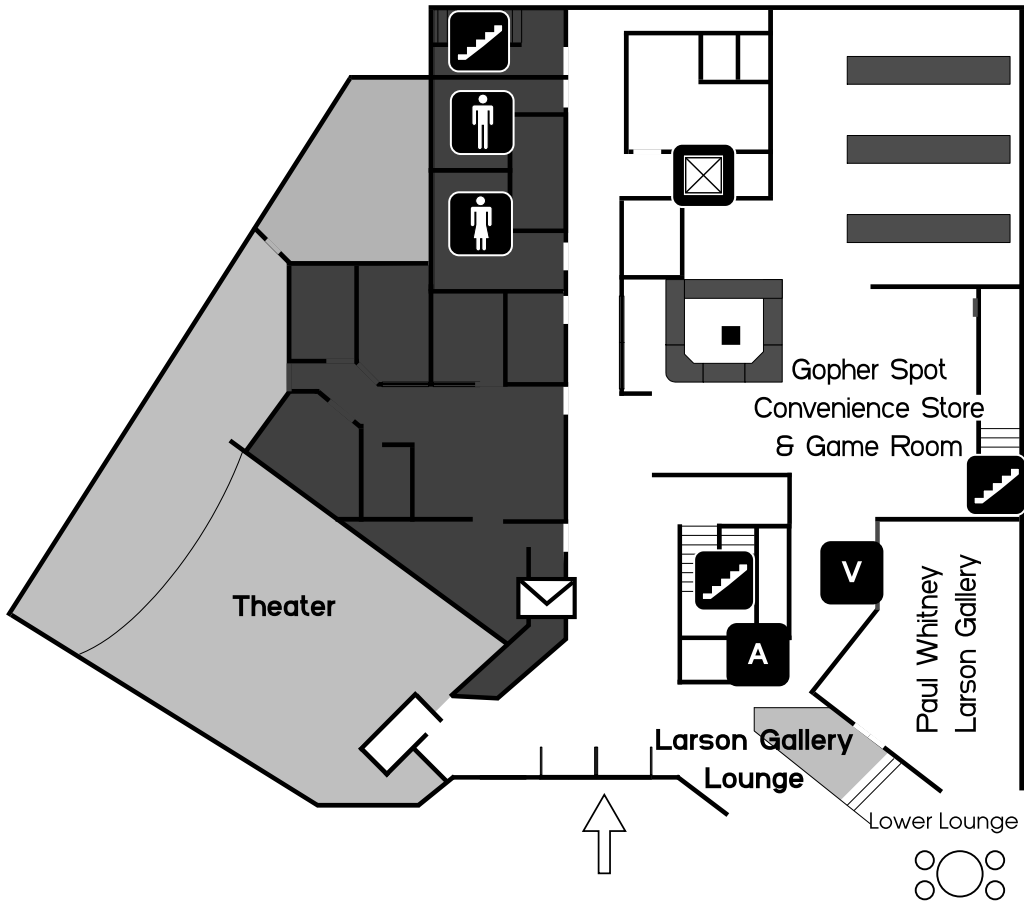 Gopher Spot
Convenience Store
& Game Room
V
Theater
A
Paul Whitney
Larson Gallery
Larson Gallery
Lounge
Lower Lounge